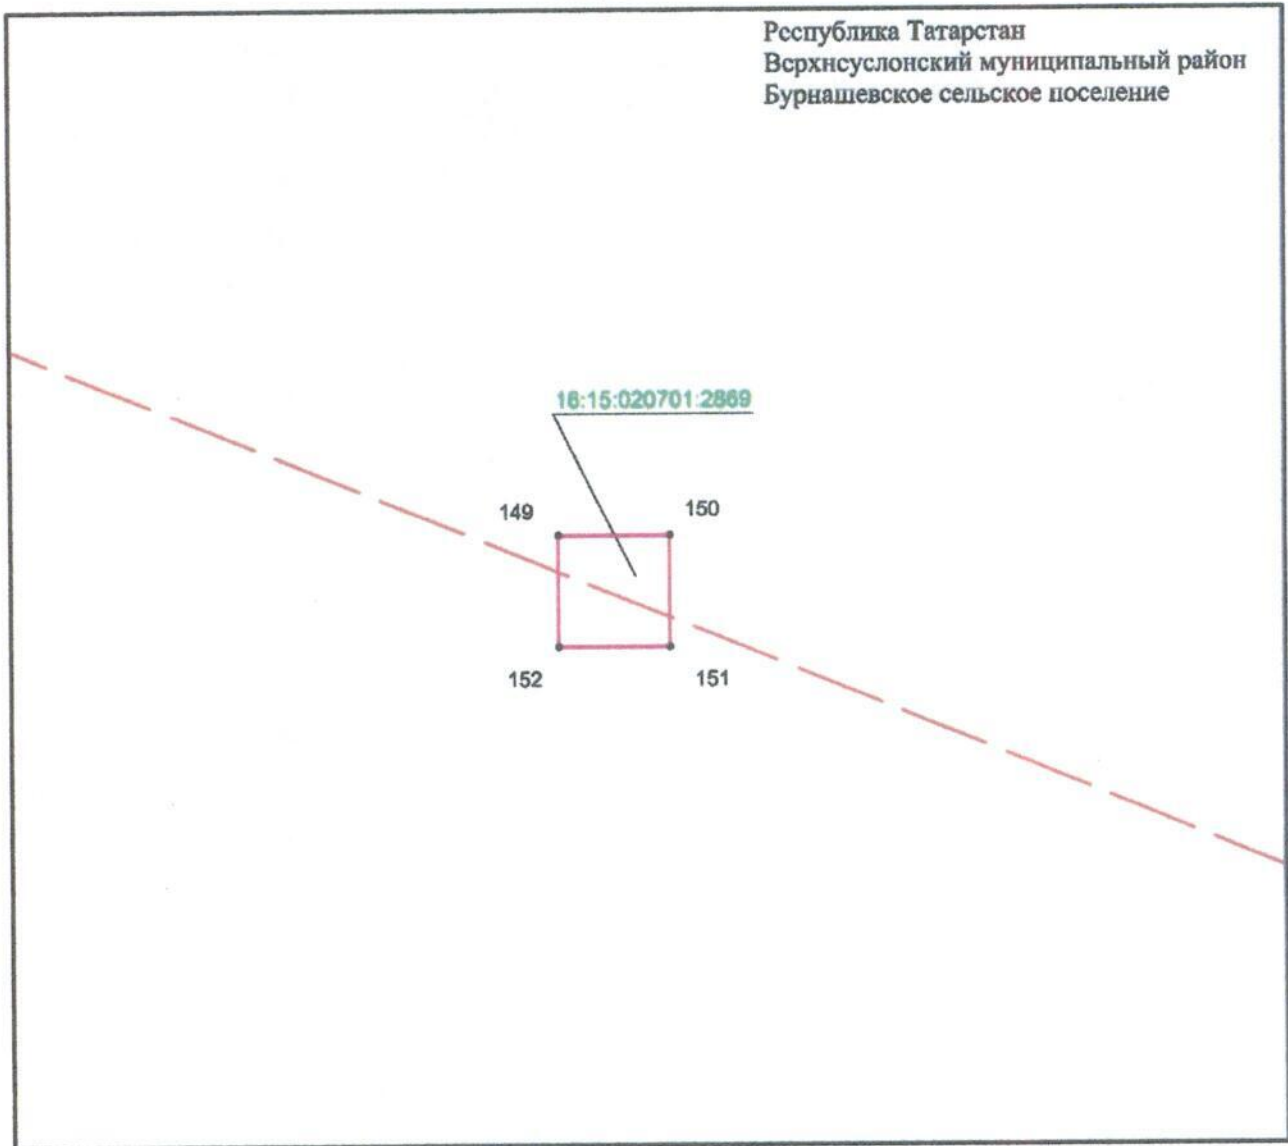 Республика Татарстан
Верхнеуслонский муниципальный район
Бурнашевское сельское поселение
16:15:020701:2869
149
150
152
151